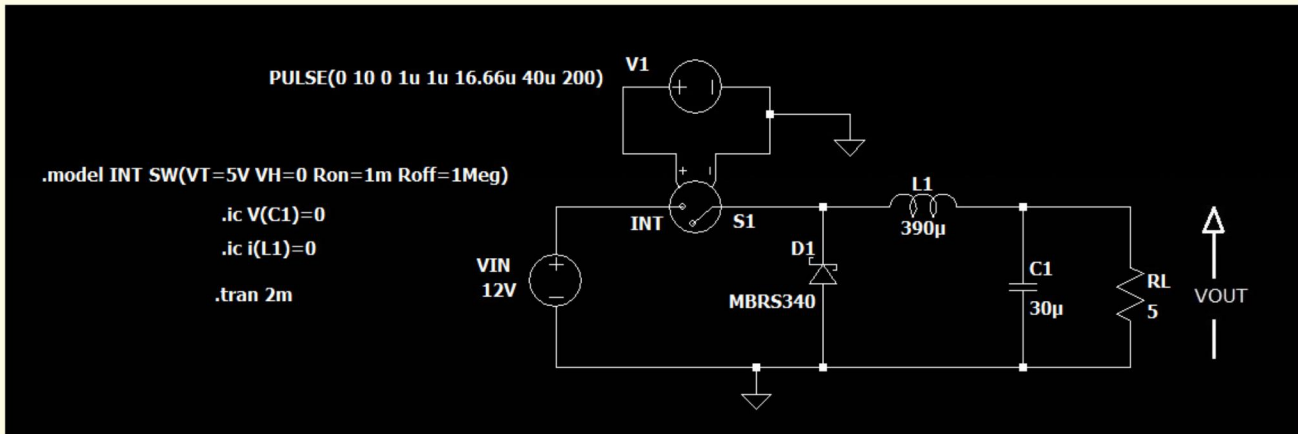 V1
PULSE(0 10 0 1u 1u 16.66u 40u 200)
+ −
.model INT SW(VT=5V VH=0 Ron=1m Roff=1Meg)
+ −
.ic V(C1)=0
INT
S1
L1
390µ
.ic i(L1)=0
VIN
12V
+
−
D1
MBRS340
C1
30µ
RL
5
VOUT
.tran 2m